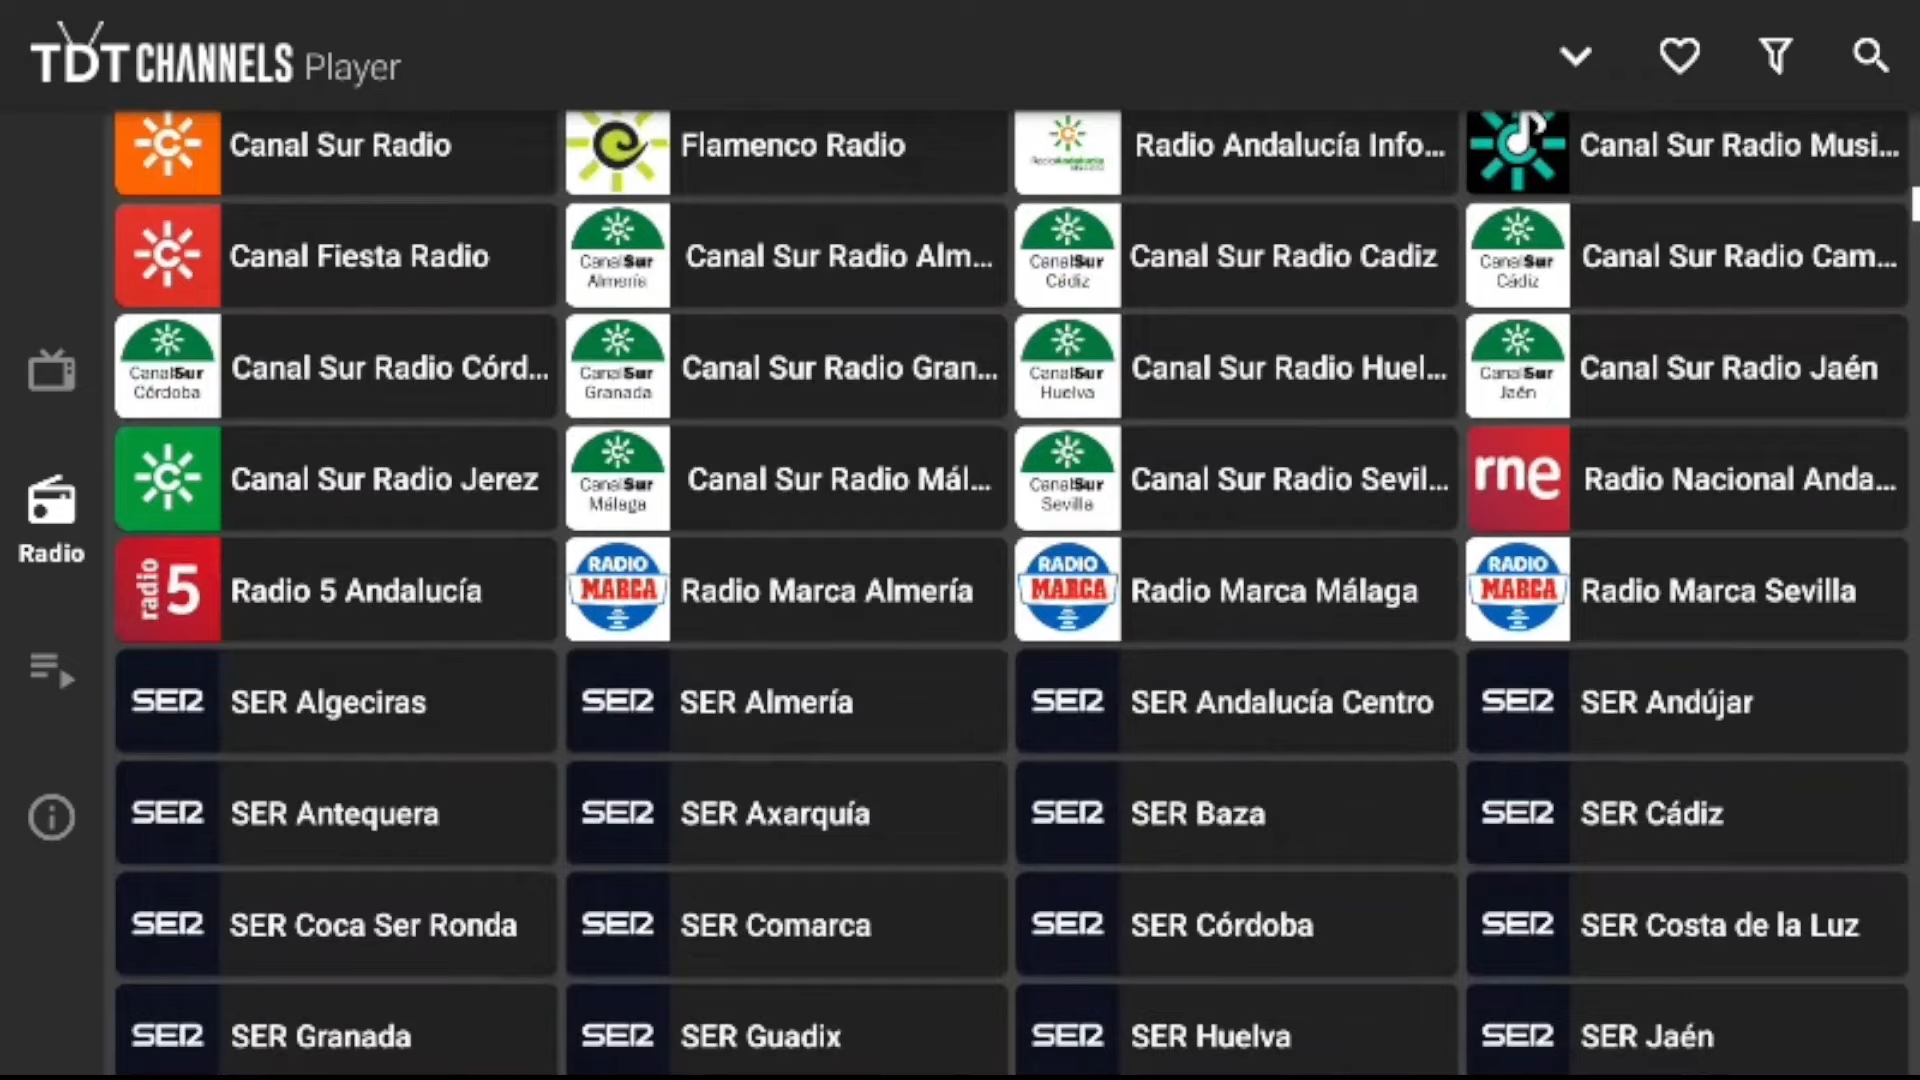 TDT CHANNELS Player
Canal Sur Radio
Flamenco Radio
Radio Andalucía Info...
Canal Sur Radio Musi...
Canal Fiesta Radio
CanalSur
Almería
Canal Sur Radio Alm...
CanalSur
Cádiz
Canal Sur Radio Cadiz
CanalSur
Cádiz
Canal Sur Radio Cam...
CanalSur
Córdoba
Canal Sur Radio Córd...
CanalSur
Granada
Canal Sur Radio Gran...
CanalSur
Huelva
Canal Sur Radio Huel...
CanalSur
Jaén
Canal Sur Radio Jaén
Canal Sur Radio Jerez
CanalSur
Málaga
Canal Sur Radio Mál...
CanalSur
Sevilla
Canal Sur Radio Sevil...
rne
Radio Nacional Anda...
Radio
radio 5
Radio 5 Andalucía
RADIO
MARCA
Radio Marca Almería
RADIO
MARCA
Radio Marca Málaga
RADIO
MARCA
Radio Marca Sevilla
SER SER Algeciras
SER SER Almería
SER SER Andalucía Centro
SER SER Andújar
SER SER Antequera
SER SER Axarquía
SER SER Baza
SER SER Cádiz
SER SER Coca Ser Ronda
SER SER Comarca
SER SER Córdoba
SER SER Costa de la Luz
SER SER Granada
SER SER Guadix
SER SER Huelva
SER SER Jaén